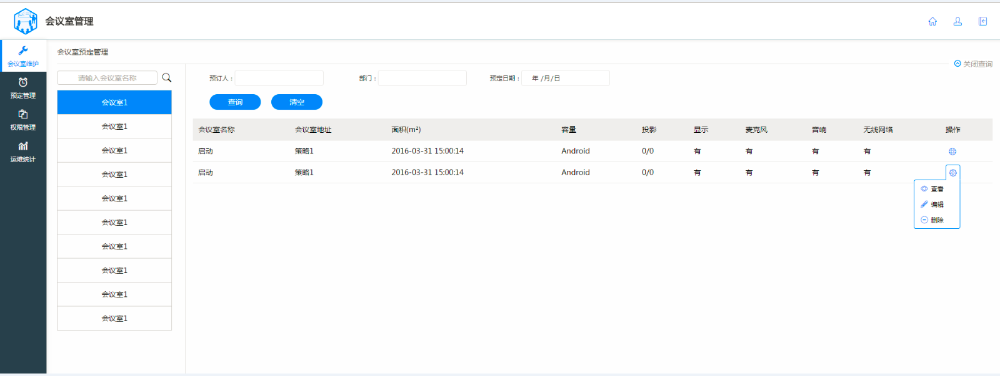 会议室管理
会议室维护
预定管理
权限管理
运维统计
会议室预定管理
关闭查询
请输入会议室名称
会议室1
会议室1
会议室1
会议室1
会议室1
会议室1
会议室1
会议室1
会议室1
会议室1
预订人： 部门： 预定日期： 年 /月/日
查询 清空
会议室名称 会议室地址 面积(m²) 容量 投影 显示 麦克风 音响 无线网络 操作
启动 策略1 2016-03-31 15:00:14 Android 0/0 有 有 有 有
启动 策略1 2016-03-31 15:00:14 Android 0/0 有 有 有 有
查看
编辑
删除